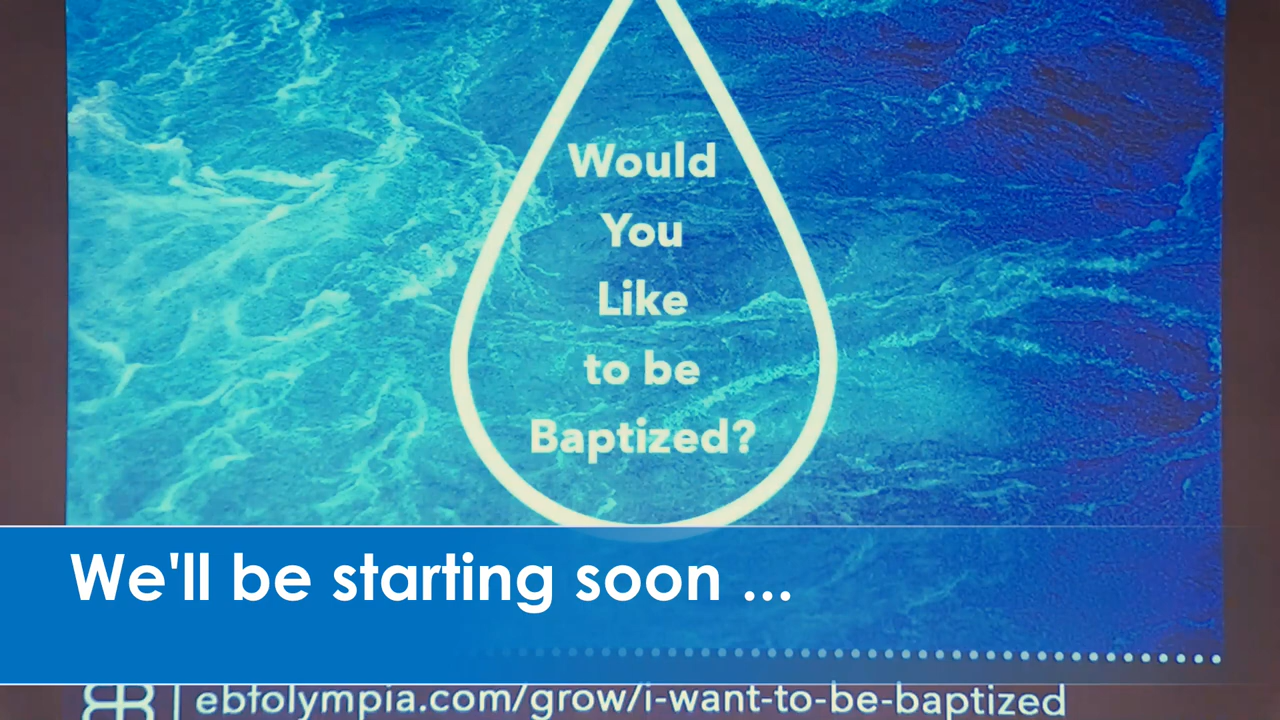 Would
You
Like
to be
Baptized?
We'll be starting soon ...
ebfolympia.com/grow/i-want-to-be-baptized